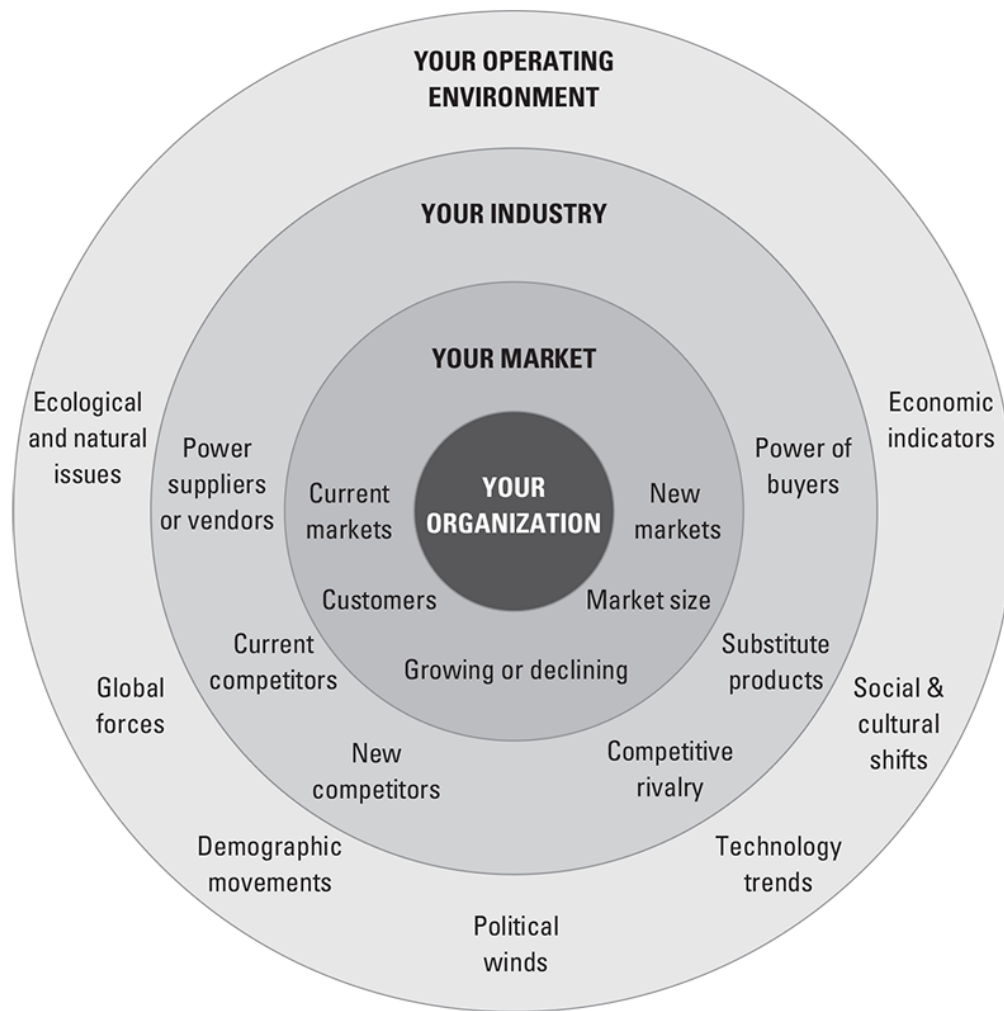 YOUR OPERATING
ENVIRONMENT
YOUR INDUSTRY
YOUR MARKET
YOUR
ORGANIZATION
Current
markets
New
markets
Customers
Market size
Growing or declining
Power
suppliers
or vendors
Power of
buyers
Current
competitors
Substitute
products
New
competitors
Competitive
rivalry
Ecological
and natural
issues
Economic
indicators
Global
forces
Social &
cultural
shifts
Demographic
movements
Technology
trends
Political
winds